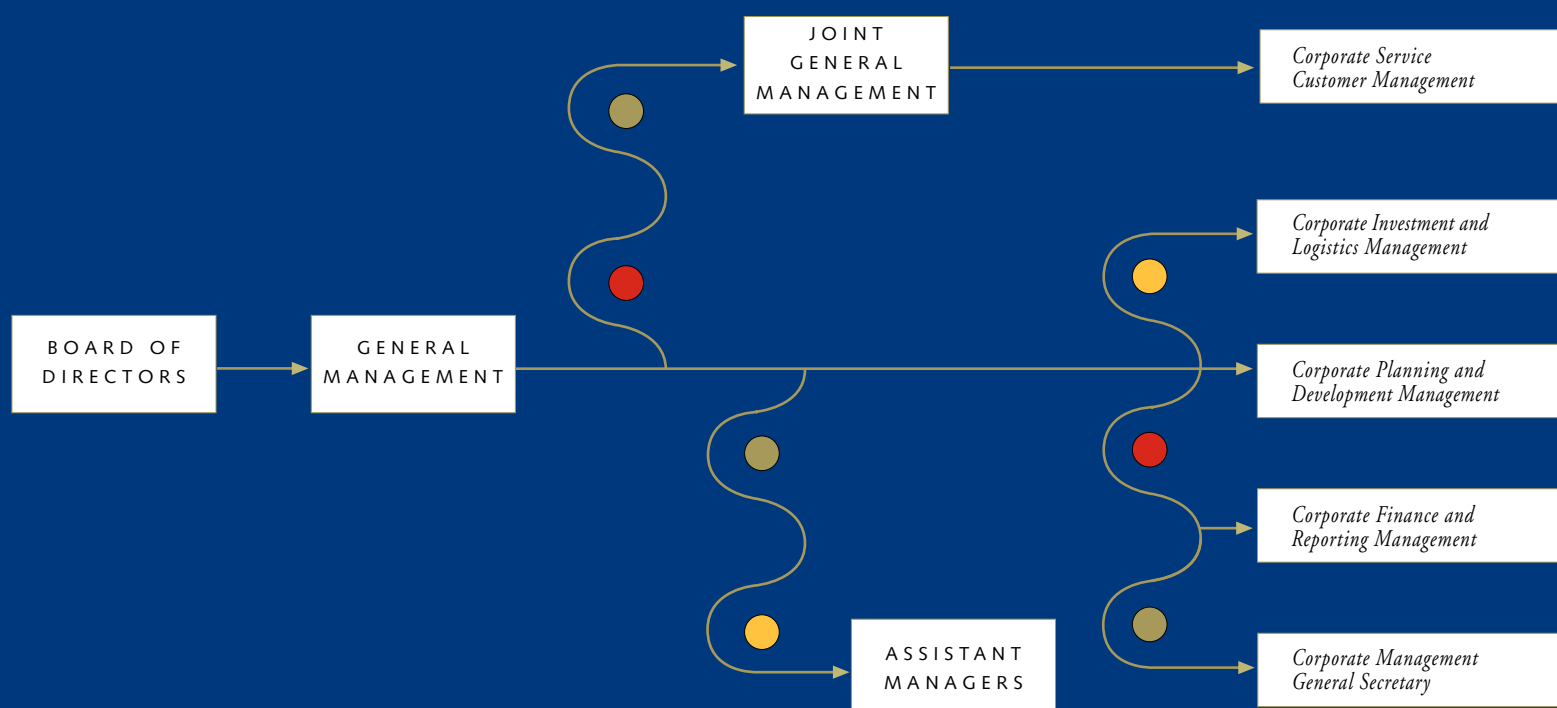 JOINT
GENERAL
MANAGEMENT
Corporate Service
Customer Management
Corporate Investment and
Logistics Management
BOARD OF
DIRECTORS
GENERAL
MANAGEMENT
Corporate Planning and
Development Management
Corporate Finance and
Reporting Management
ASSISTANT
MANAGERS
Corporate Management
General Secretary